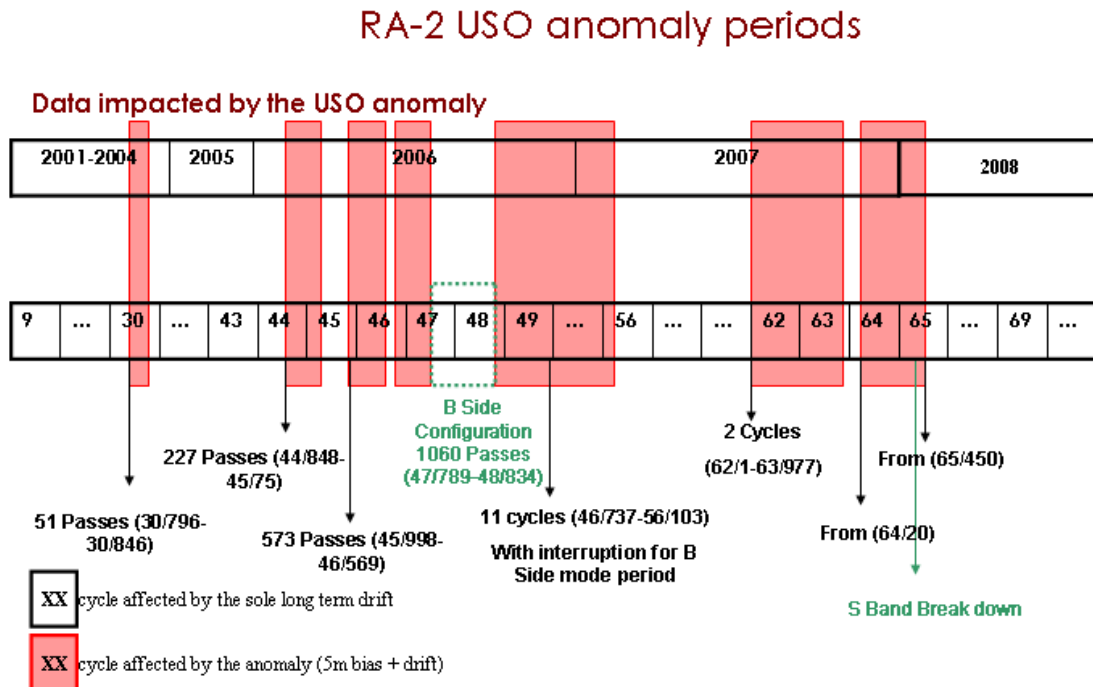 RA-2 USO anomaly periods
Data impacted by the USO anomaly
2001-2004 2005 2006 2007 2008
9 ... 30 ... 43 44 45 46 47 48 49 ... 56 ... ... 62 63 64 65 ... 69 ...
B Side
Configuration
1060 Passes
(47/789-48/834)
2 Cycles
(62/1-63/977)
227 Passes (44/848-
45/75)
From (65/450)
51 Passes (30/796-
30/846)
573 Passes (45/998-
46/569)
11 cycles (46/737-56/103)
With interruption for B
Side mode period
From (64/20)
S Band Break down
XX cycle affected by the sole long term drift
XX cycle affected by the anomaly (5m bias + drift)